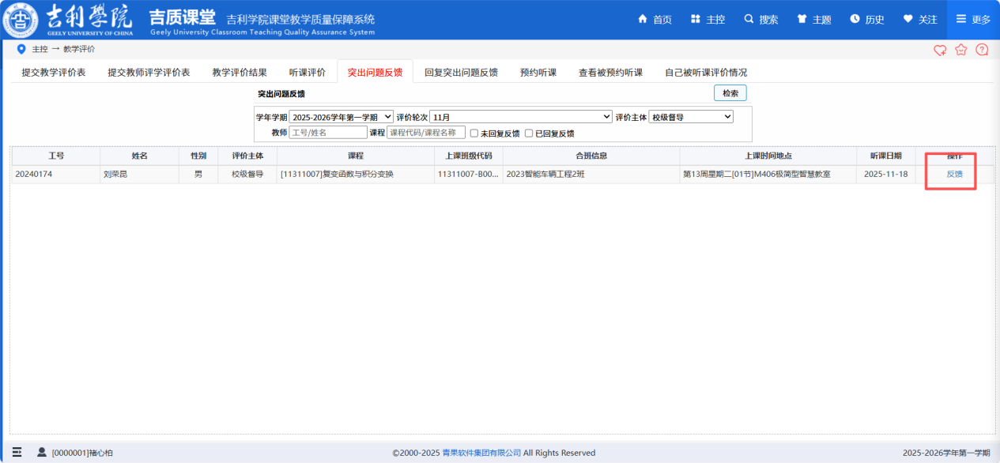 吉利學院
GEELY UNIVERSITY OF CHINA
吉质课堂 吉利学院课堂教学质量保障系统
Geely University Classroom Teaching Quality Assurance System
首页 主控 搜索 主题 历史 关注 更多
主控 → 教学评价
提交教学评价表 提交教师评学评价表 教学评价结果 听课评价 突出问题反馈 回复突出问题反馈 预约听课 查看被预约听课 自己被听课评价情况
突出问题反馈 检索
学年学期 2025-2026学年第一学期 评价轮次 11月 评价主体 校级督导
教师 工号/姓名 课程 课程代码/课程名称 未回复反馈 已回复反馈
工号 姓名 性别 评价主体 课程 上课班级代码 合班信息 上课时间地点 听课日期 操作
20240174 刘荣昆 男 校级督导 [11311007]复变函数与积分变换 11311007-B00... 2023智能车辆工程2班 第13周星期二[01节]M406极简型智慧教室 2025-11-18 反馈
[0000001]褚心柏 ©2000-2025 青果软件集团有限公司 All Rights Reserved 2025-2026学年第一学期